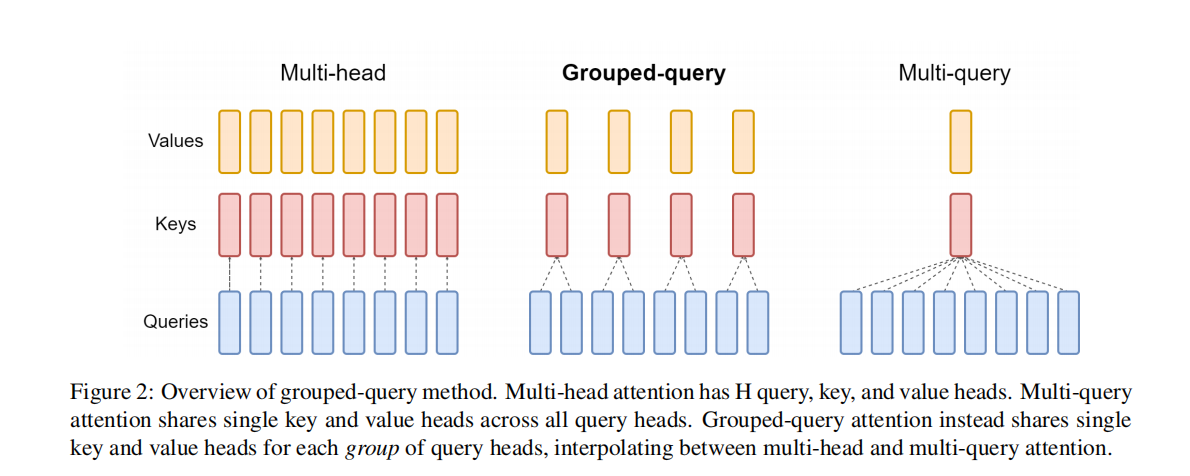 Multi-head
Grouped-query
Multi-query
Values
Keys
Queries
Figure 2: Overview of grouped-query method. Multi-head attention has H query, key, and value heads. Multi-query
attention shares single key and value heads across all query heads. Grouped-query attention instead shares single
key and value heads for each group of query heads, interpolating between multi-head and multi-query attention.